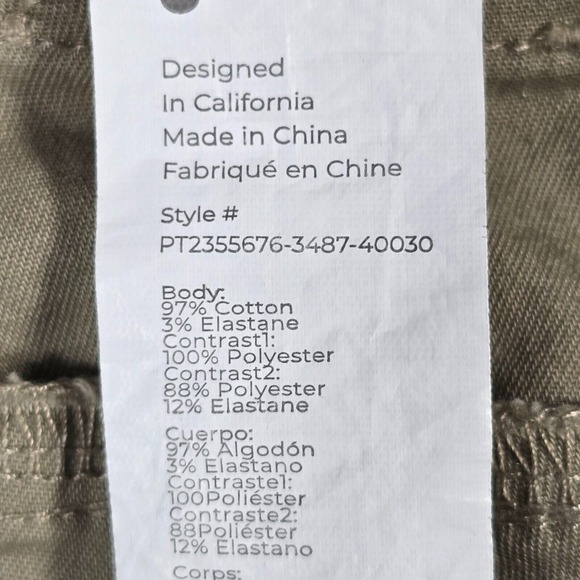 Designed
In California
Made in China
Fabriqué en Chine
Style #
PT2355676-3487-40030
Body:
97% Cotton
3% Elastane
Contrast1:
100% Polyester
Contrast2:
88% Polyester
12% Elastane
Cuerpo:
97% Algodón
3% Elastano
Contraste1:
100Poliéster
Contraste2:
88Poliéster
12% Elastano
Corps: